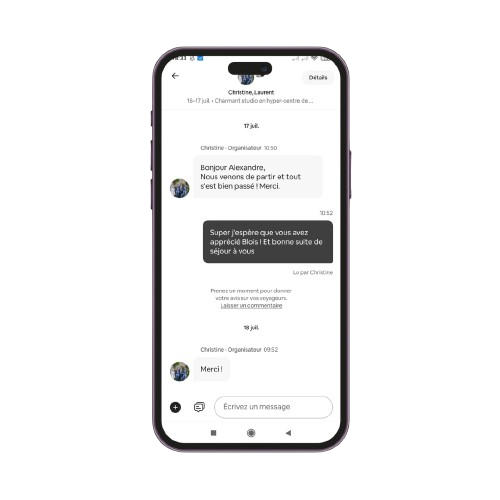 Détails
Christine, Laurent
16–17 juil. • Charmant studio en hyper-centre de...
17 juil.
Christine · Organisateur 10:50
Bonjour Alexandre,
Nous venons de partir et tout
s'est bien passé ! Merci.
10:52
Super j'espère que vous avez
apprécié Blois ! Et bonne suite de
séjour à vous
Lu par Christine
Prenez un moment pour donner
votre avis sur vos voyageurs.
Laisser un commentaire
18 juil.
Christine · Organisateur 09:52
Merci !
Écrivez un message